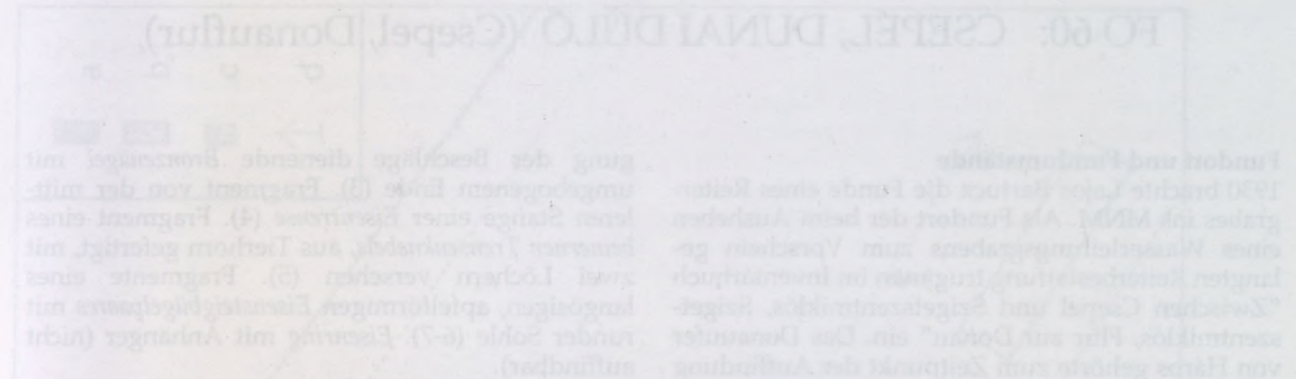 FO 60: CSEPEL, DUNAI DŰLŐ (Csepel, Donauflur)
Fundort und Fundumstände
1930 brachte Lajos Bartucz die Funde eines Reiter-
grabes ins MNM. Als Fundort der beim Ausheben
eines Wasserleitungsgrabens zum Vorschein ge-
langten Reiterbestattung trug man im Inventarbuch
"Zwischen Csepel und Szigetszentmiklós, Sziget-
szentmiklós, Flur zur Donau" ein. Das Donauufer
von Háros gehörte zum Zeitpunkt der Auffindung
gung der Beschläge dienende Bronzenägel mit
umgebogenem Ende (3). Fragment von der mitt-
leren Stange einer Eisentrense (4). Fragment eines
beinernen Trensenknebels, aus Tierhorn gefertigt, mit
zwei Löchern versehen (5). Fragmente eines
langösigen, apfelförmigen Eisensteigbügelpaares mit
runder Sohle (6-7). Eisenring mit Anhänger (nicht
auffindbar).